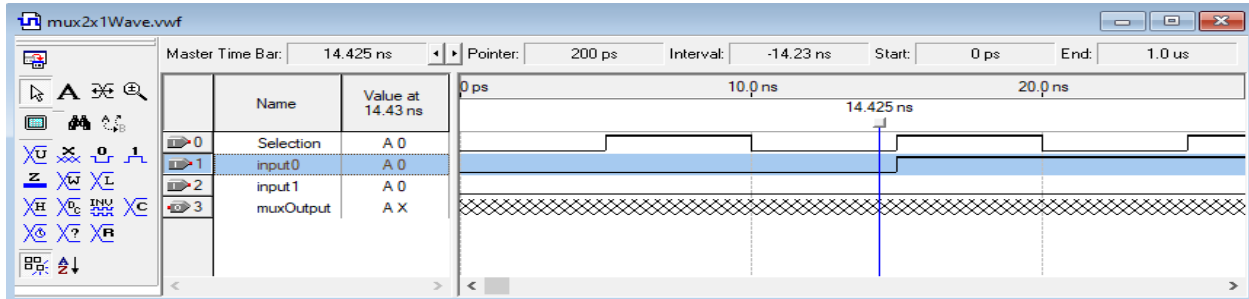 mux2x1Wave.vwf
Master Time Bar: 14.425 ns Pointer: 200 ps Interval: -14.23 ns Start: 0 ps End: 1.0 us
Name
Value at
14.43 ns
0 ps 10.0 ns 20.0 ns
14.425 ns
0 Selection A 0
1 input0 A 0
2 input1 A 0
3 muxOutput A X